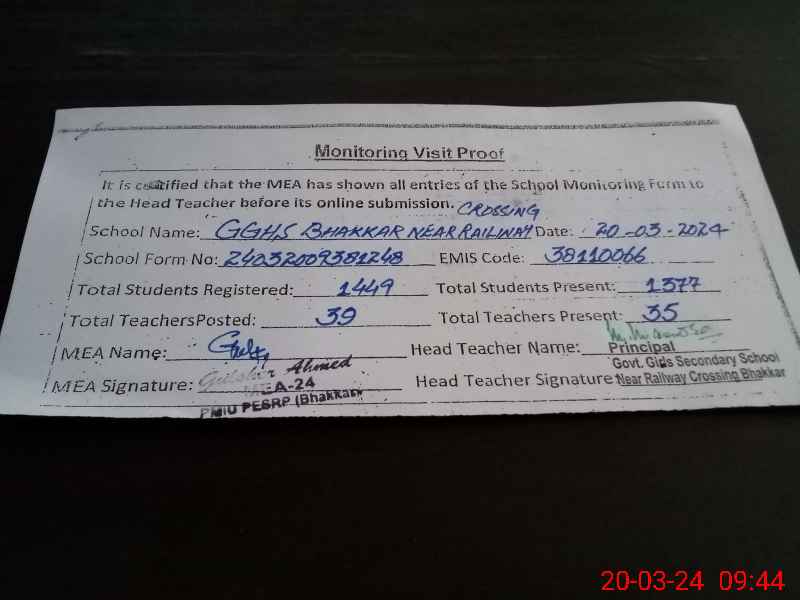 Monitoring Visit Proof
It is certified that the MEA has shown all entries of the School Monitoring Form to
the Head Teacher before its online submission.
CROSSING
School Name: GGHS BHAKKAR NEAR RAILWAY Date: 20-03-2024
School Form No: 24032009381248 EMIS Code: 38110066
Total Students Registered: 1449 Total Students Present: 1377
Total TeachersPosted: 39 Total Teachers Present: 35
MEA Name: Head Teacher Name: Principal
Govt. Girls Secondary School
MEA Signature: Ahmed Head Teacher Signature Near Railway Crossing Bhakkar
MEA-24
PMIU PESRP (Bhakkar)
20-03-24 09:44